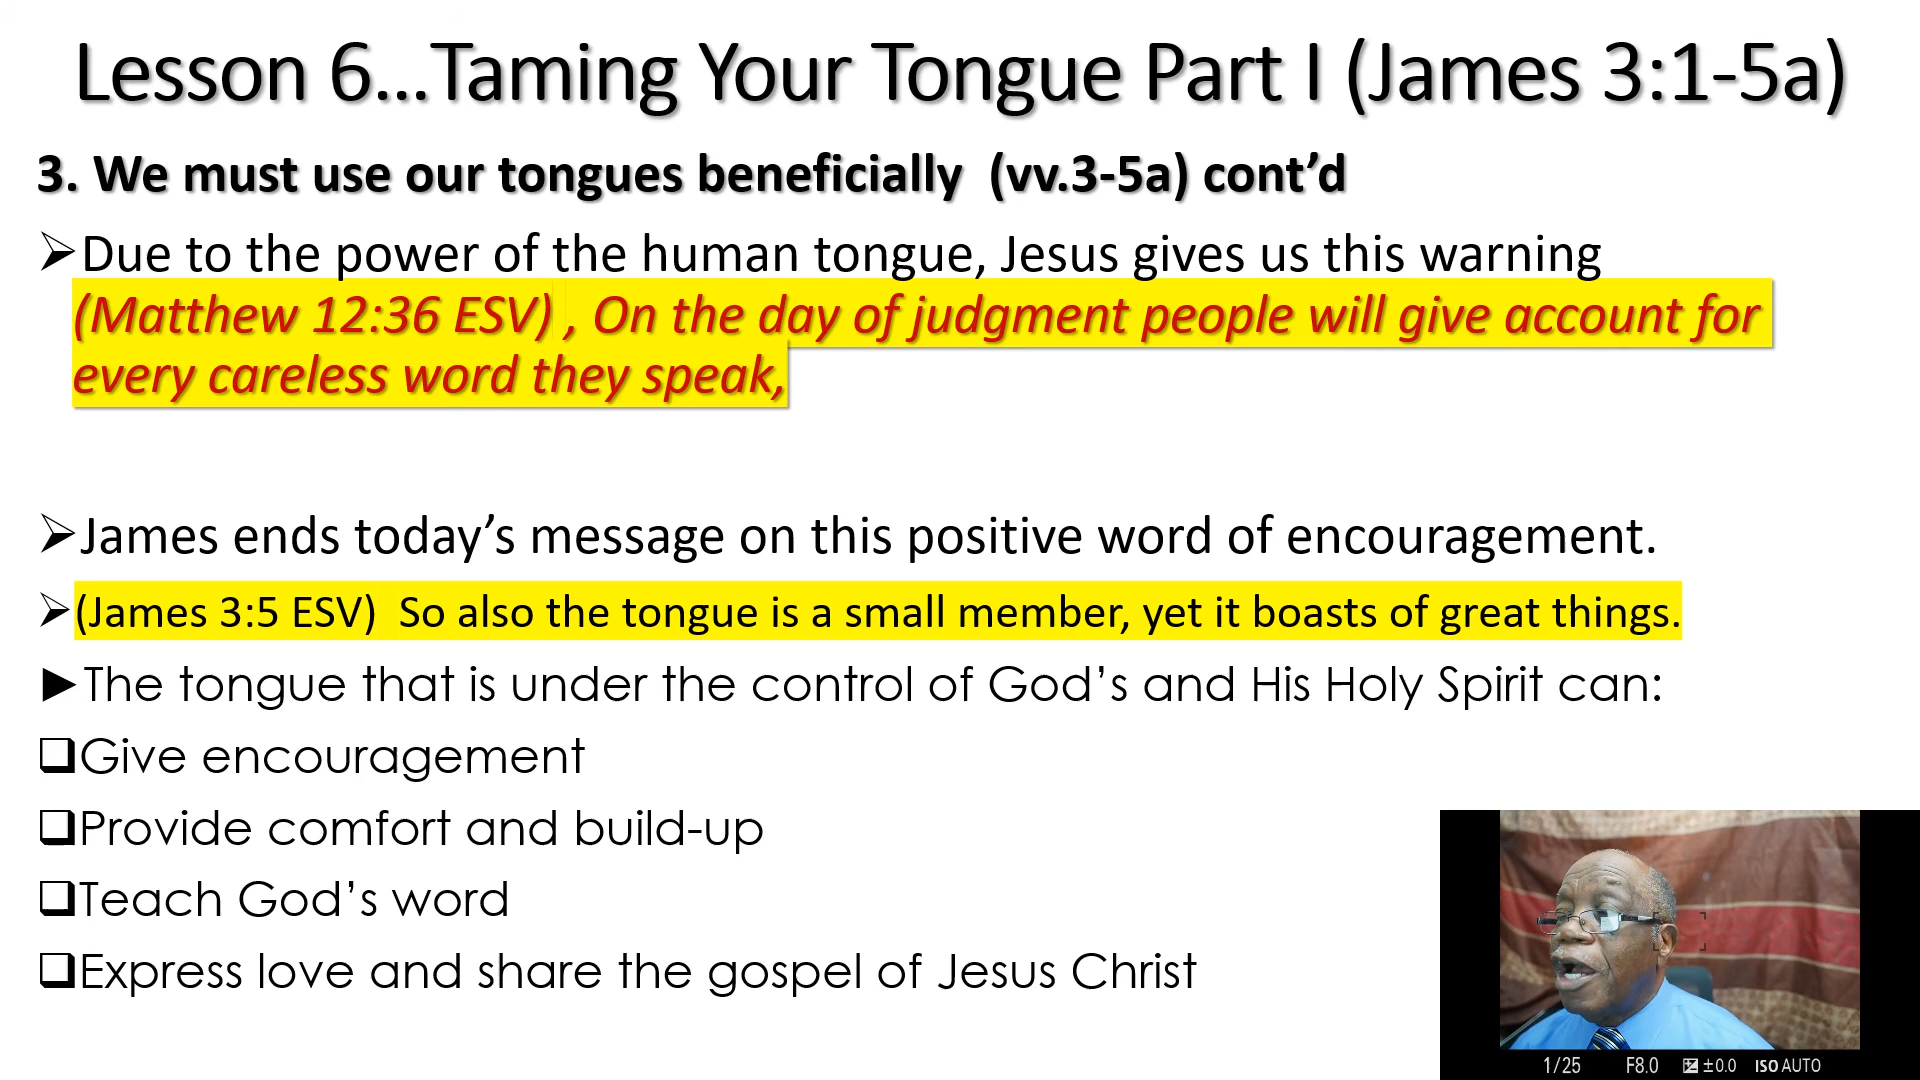 Lesson 6...Taming Your Tongue Part I (James 3:1-5a)
3. We must use our tongues beneficially (vv.3-5a) cont’d
➢Due to the power of the human tongue, Jesus gives us this warning
(Matthew 12:36 ESV) , On the day of judgment people will give account for
every careless word they speak,
➢James ends today’s message on this positive word of encouragement.
➢(James 3:5 ESV) So also the tongue is a small member, yet it boasts of great things.
►The tongue that is under the control of God’s and His Holy Spirit can:
❑Give encouragement
❑Provide comfort and build-up
❑Teach God’s word
❑Express love and share the gospel of Jesus Christ
1/25 F8.0 ±0.0 ISO AUTO